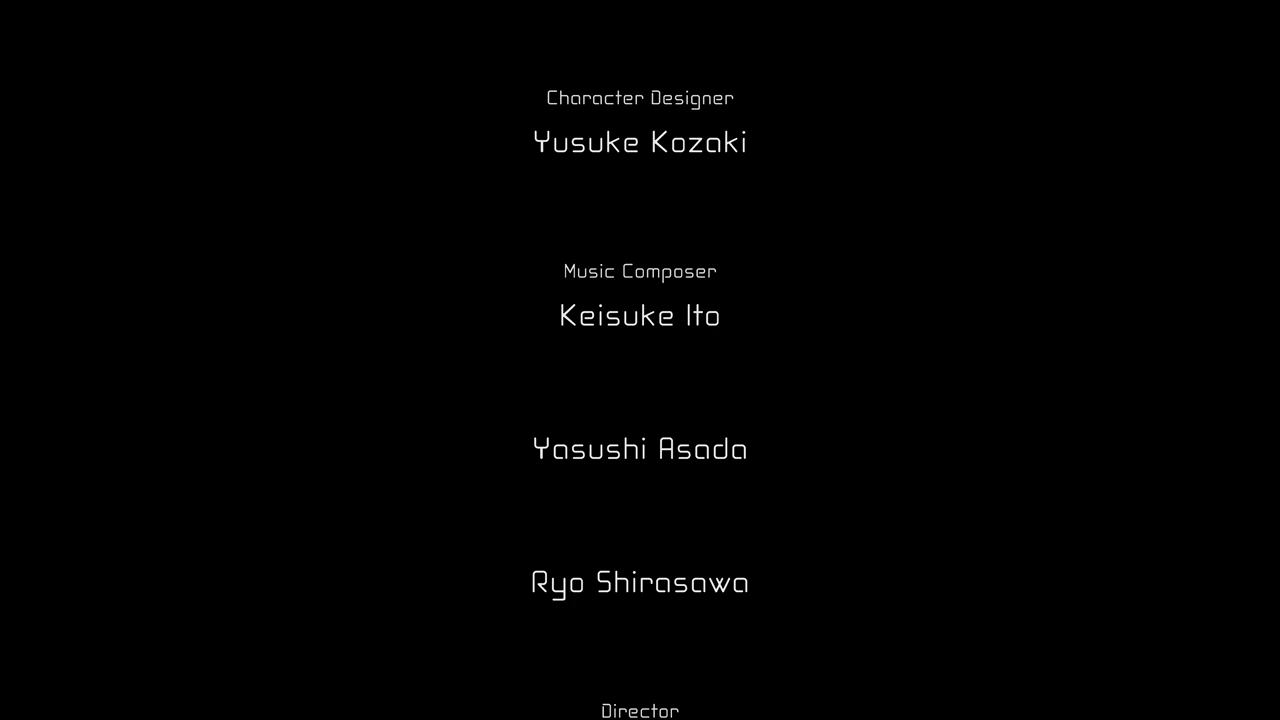 Character Designer
Yusuke Kozaki
Music Composer
Keisuke Ito
Yasushi Asada
Ryo Shirasawa
Director